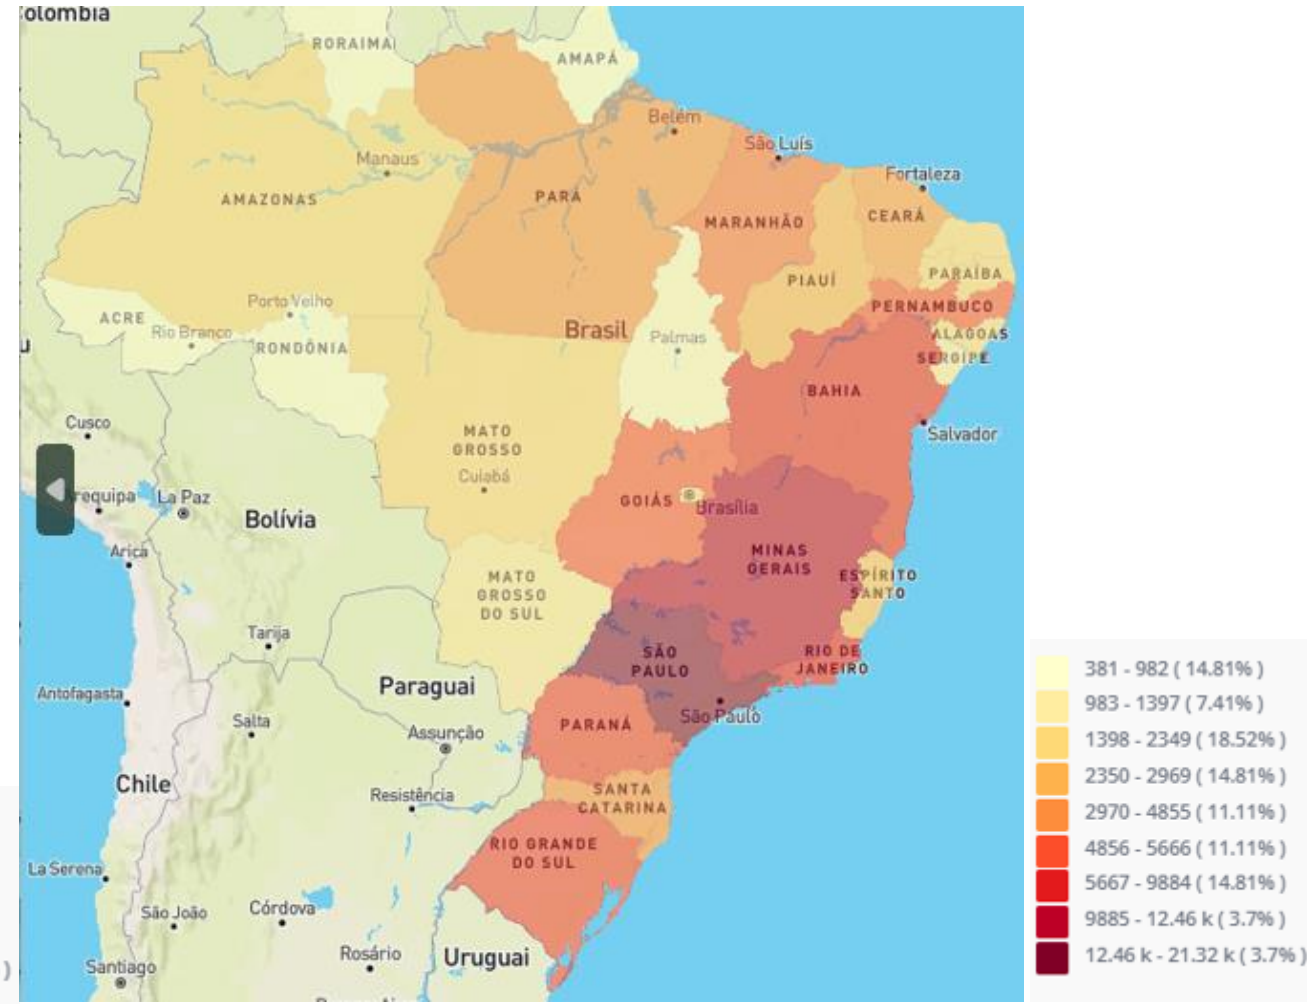 olombia
RORAIMA
AMAPÁ
Belém
São Luís
Manaus
Fortaleza
AMAZONAS
PARÁ
MARANHÃO
CEARÁ
PIAUÍ
PARAÍBA
Porto Velho
PERNAMBUCO
ACRE
Rio Branco
RONDÔNIA
Brasil
Palmas
ALAGOAS
SERGIPE
u
BAHIA
Cusco
Salvador
MATO
GROSSO
Cuiabá
requipa
La Paz
GOIÁS
Brasília
Bolívia
Arica
MINAS
GERAIS
MATO
GROSSO
DO SUL
ESPÍRITO
SANTO
Tarija
SÃO
PAULO
RIO DE
JANEIRO
Antofagasta
Paraguai
Salta
São Paulo
PARANÁ
Assunção
Chile
Resistência
SANTA
CATARINA
RIO GRANDE
DO SUL
La Serena
São João
Córdova
Rosário
Uruguai
Santiago
)
381 - 982 ( 14.81% )
983 - 1397 ( 7.41% )
1398 - 2349 ( 18.52% )
2350 - 2969 ( 14.81% )
2970 - 4855 ( 11.11% )
4856 - 5666 ( 11.11% )
5667 - 9884 ( 14.81% )
9885 - 12.46 k ( 3.7% )
12.46 k - 21.32 k ( 3.7% )